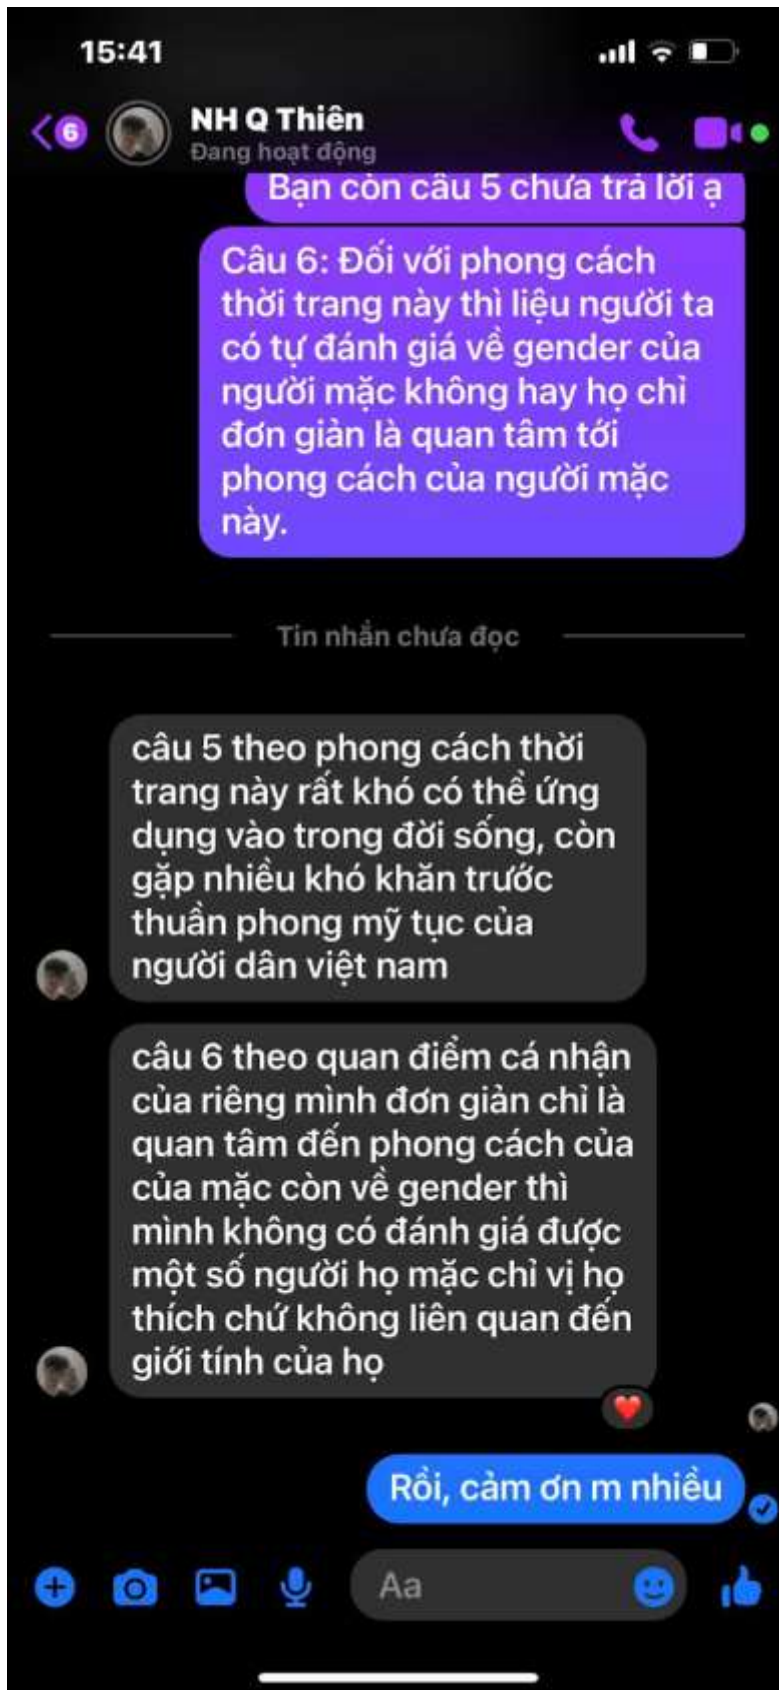 15:41
6
NH Q Thiên
Đang hoạt động
Bạn còn câu 5 chưa trả lời ạ
Câu 6: Đối với phong cách
thời trang này thì liệu người ta
có tự đánh giá về gender của
người mặc không hay họ chỉ
đơn giản là quan tâm tới
phong cách của người mặc
này.
Tin nhắn chưa đọc
câu 5 theo phong cách thời
trang này rất khó có thể ứng
dụng vào trong đời sống, còn
gặp nhiều khó khăn trước
thuần phong mỹ tục của
người dân việt nam
câu 6 theo quan điểm cá nhận
của riêng mình đơn giản chỉ là
quan tâm đến phong cách của
của mặc còn về gender thì
mình không có đánh giá được
một số người họ mặc chỉ vị họ
thích chứ không liên quan đến
giới tính của họ
Rồi, cảm ơn m nhiều
Aa